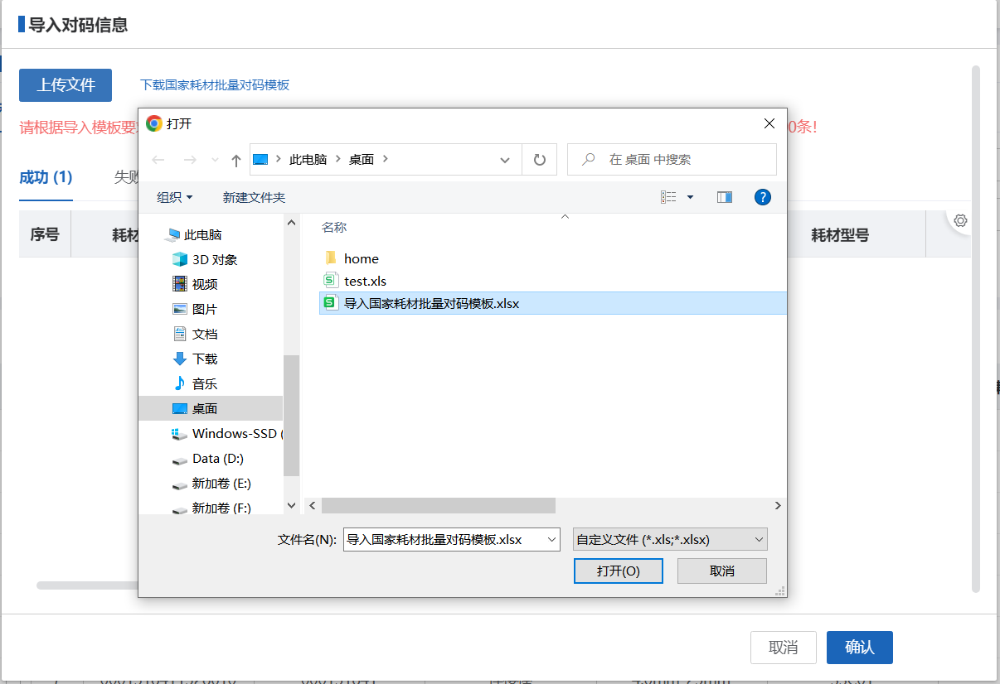 导入对码信息
上传文件
下载国家耗材批量对码模板
请根据导入模板要
0条！
打开
此电脑 桌面
在 桌面 中搜索
成功 (1)
失败
组织 新建文件夹
序号
耗材
耗材型号
名称
home
test.xls
导入国家耗材批量对码模板.xlsx
此电脑
3D 对象
视频
图片
文档
下载
音乐
桌面
Windows-SSD (
Data (D:)
新加卷 (E:)
新加卷 (F:)
文件名(N): 导入国家耗材批量对码模板.xlsx 自定义文件 (*.xls;*.xlsx)
打开(O) 取消
取消 确认